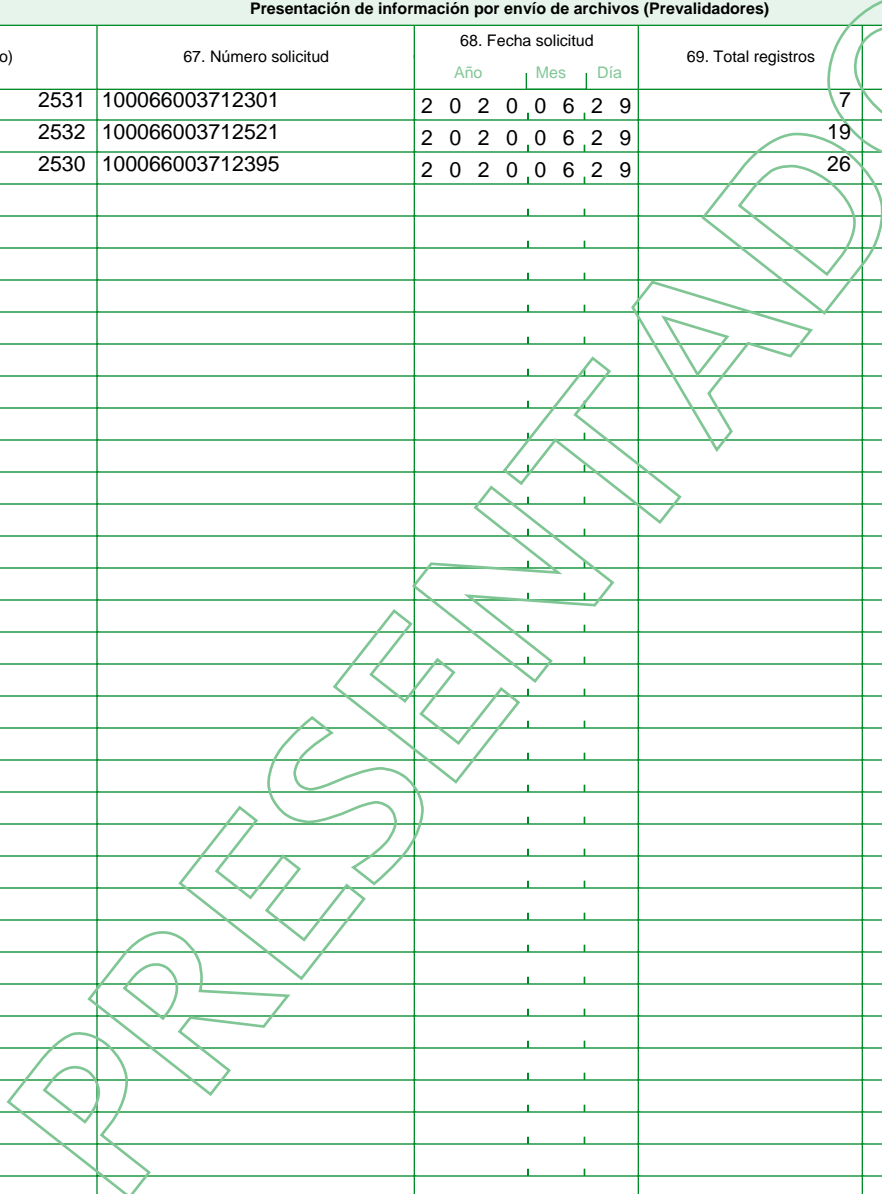 Presentación de información por envío de archivos (Prevalidadores)
o) 67. Número solicitud 68. Fecha solicitud 69. Total registros
Año Mes Día
2531 100066003712301 2 0 2 0 0 6 2 9 7
2532 100066003712521 2 0 2 0 0 6 2 9 19
2530 100066003712395 2 0 2 0 0 6 2 9 26
PRESENTADO